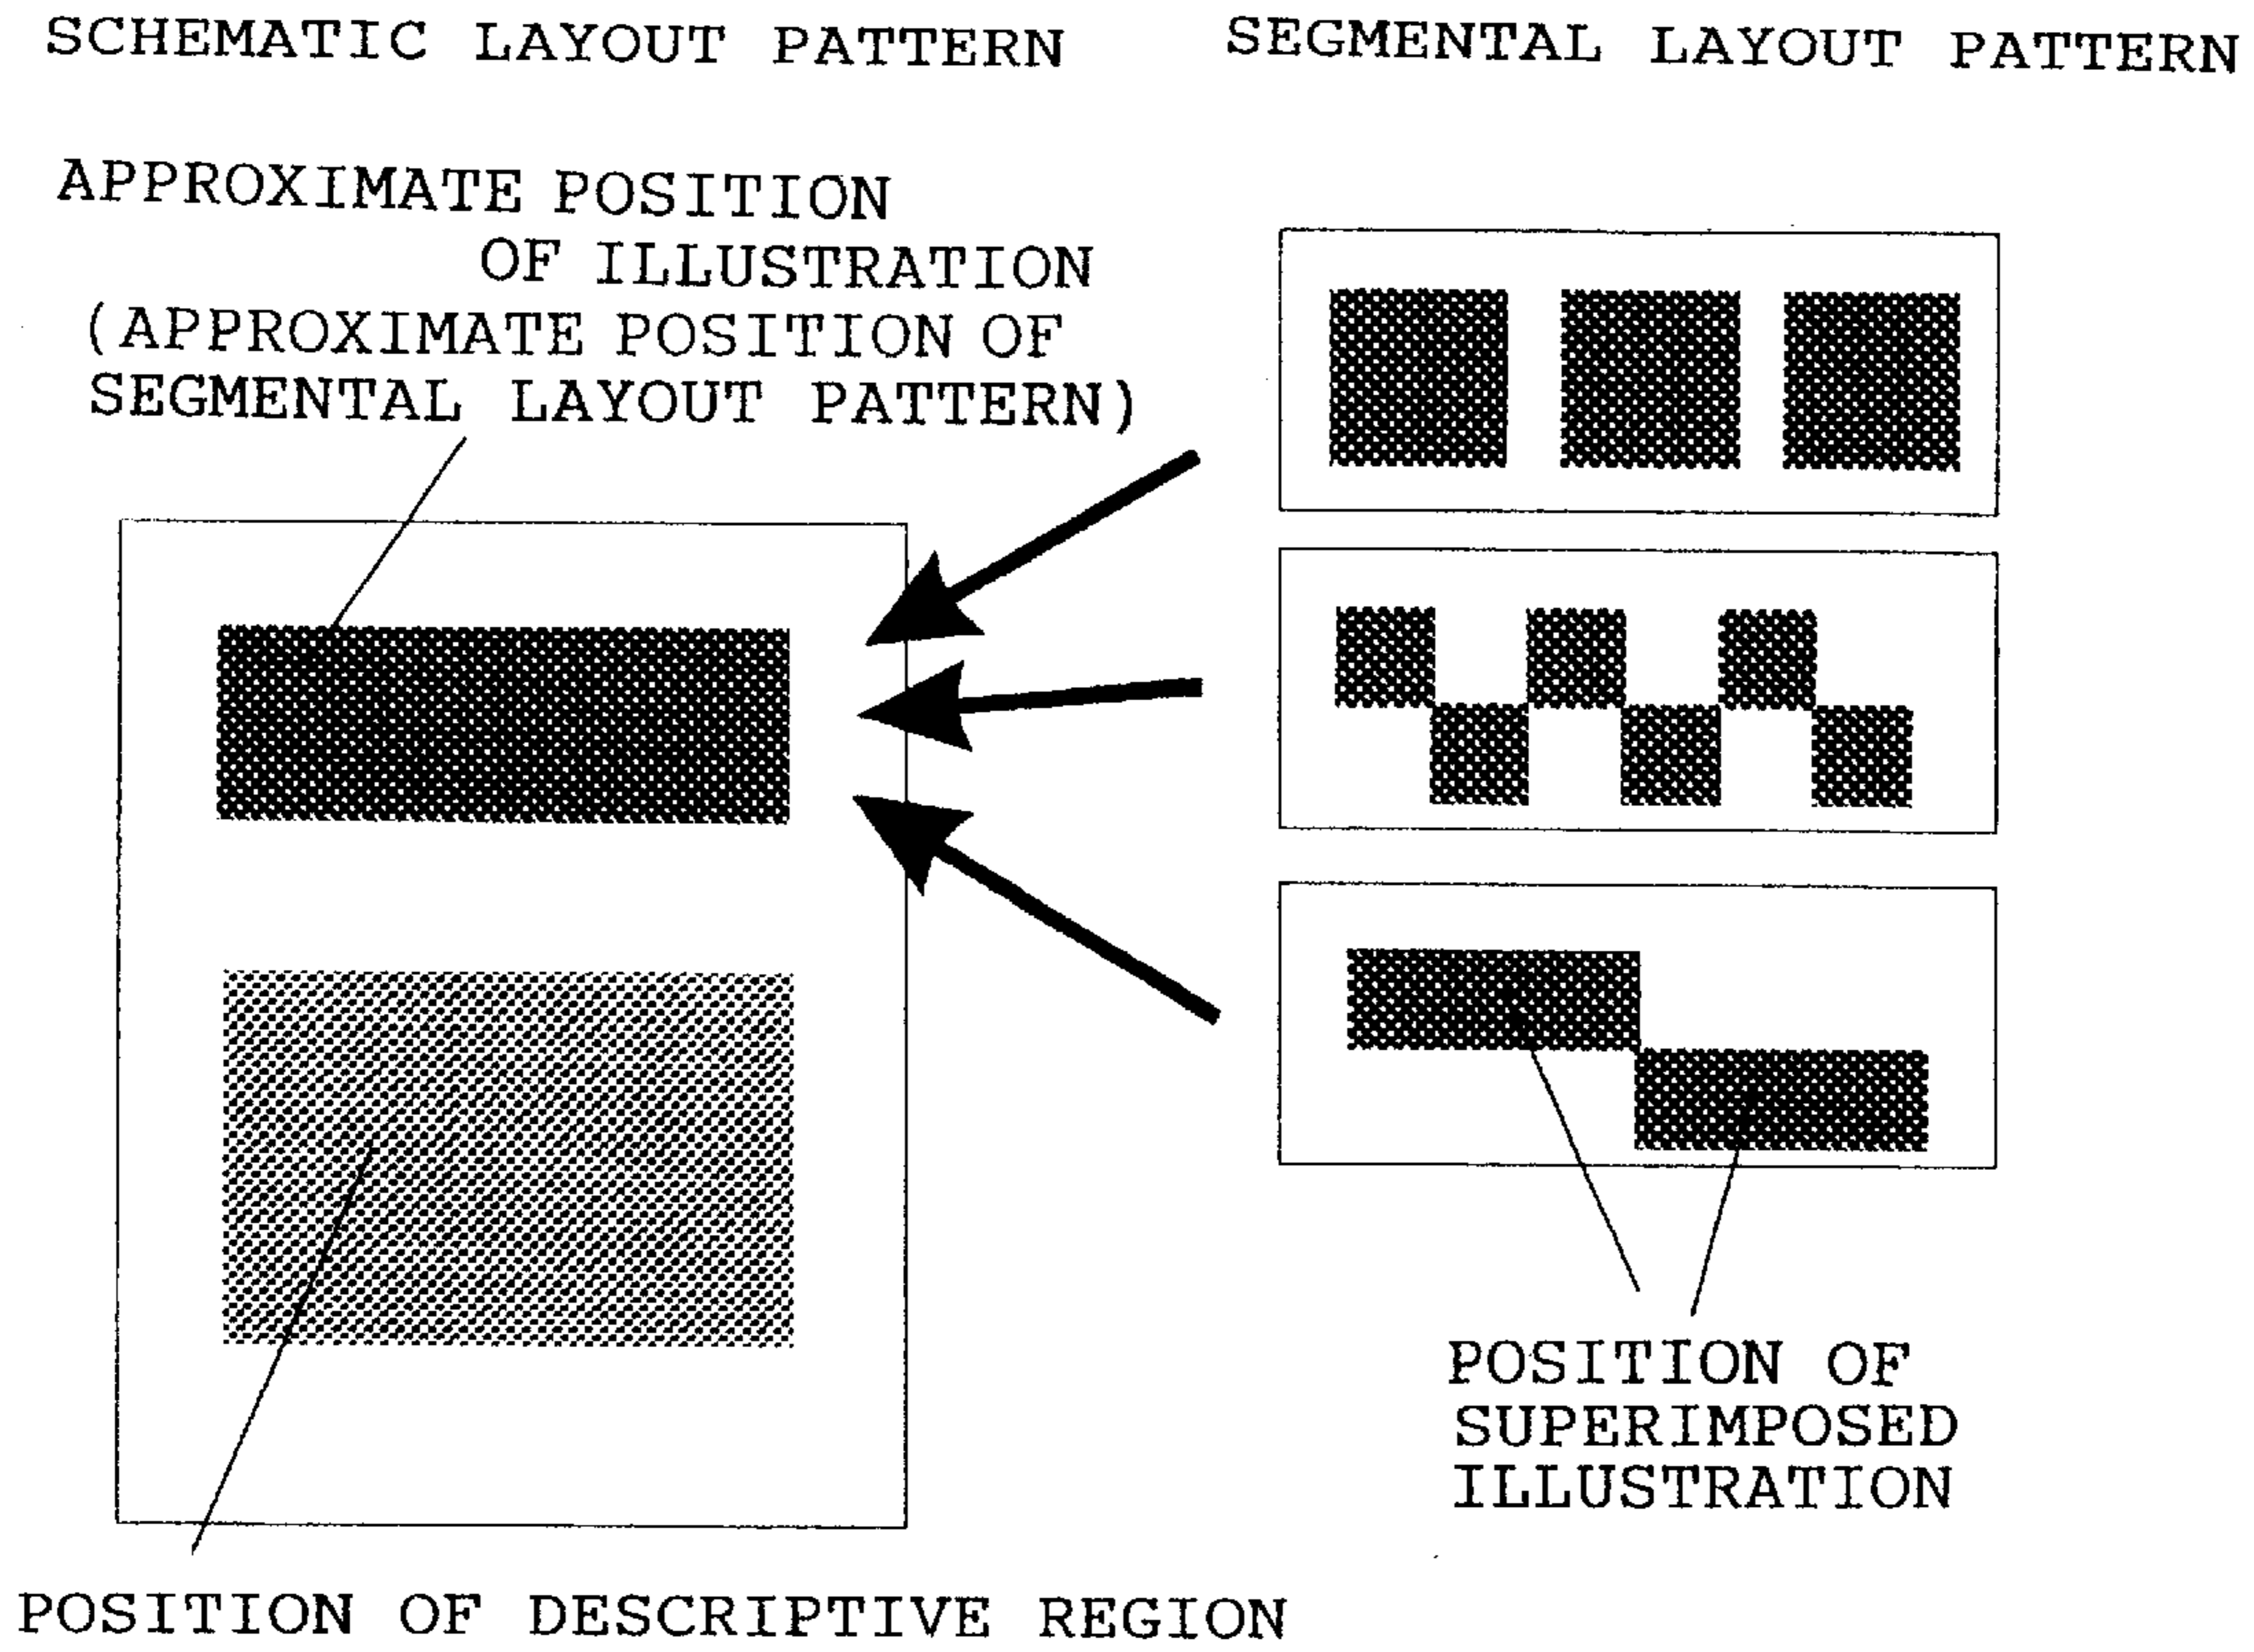 SCHEMATIC LAYOUT PATTERN
SEGMENTAL LAYOUT PATTERN
APPROXIMATE POSITION
OF ILLUSTRATION
(APPROXIMATE POSITION OF
SEGMENTAL LAYOUT PATTERN)
POSITION OF
SUPERIMPOSED
ILLUSTRATION
POSITION OF DESCRIPTIVE REGION